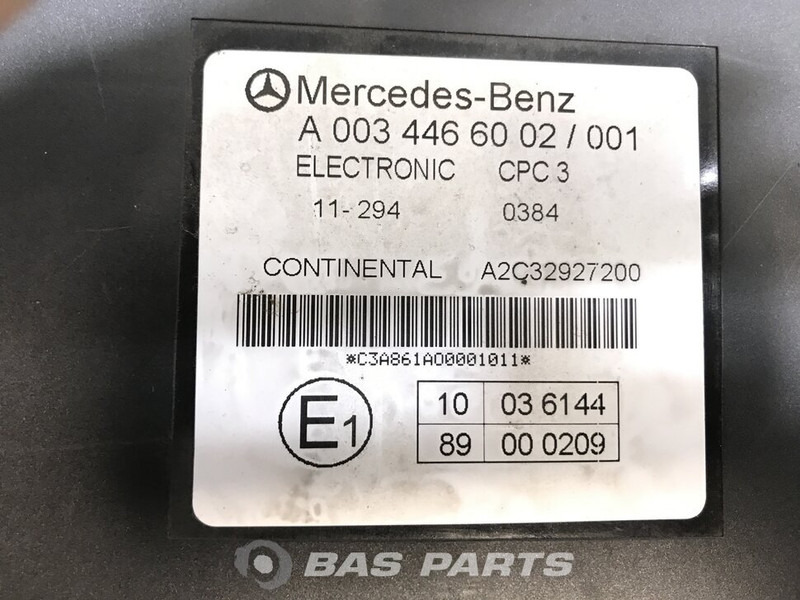 Mercedes-Benz
A 003 446 60 02 / 001
ELECTRONIC CPC 3
11- 294 0384
CONTINENTAL A2C32927200
*C3A861A00001011*
E1
10 03 6144
89 00 0209
BAS PARTS